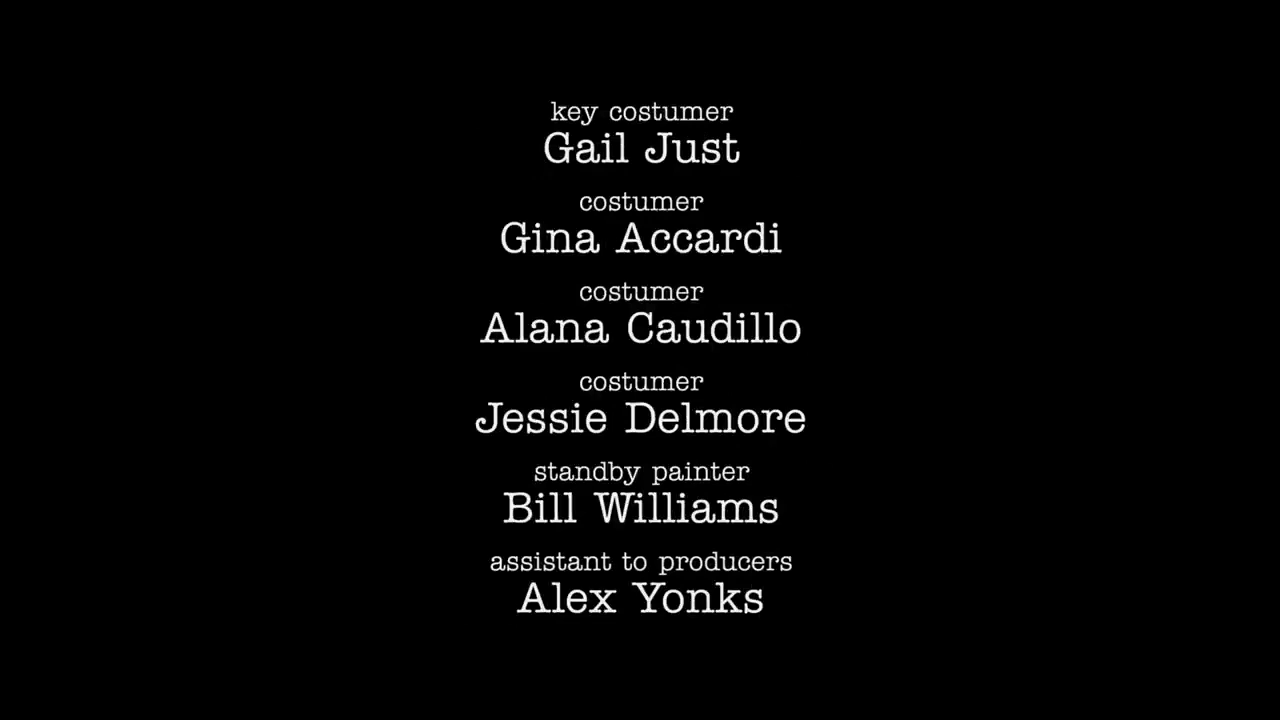 key costumer
Gail Just
costumer
Gina Accardi
costumer
Alana Caudillo
costumer
Jessie Delmore
standby painter
Bill Williams
assistant to producers
Alex Yonks